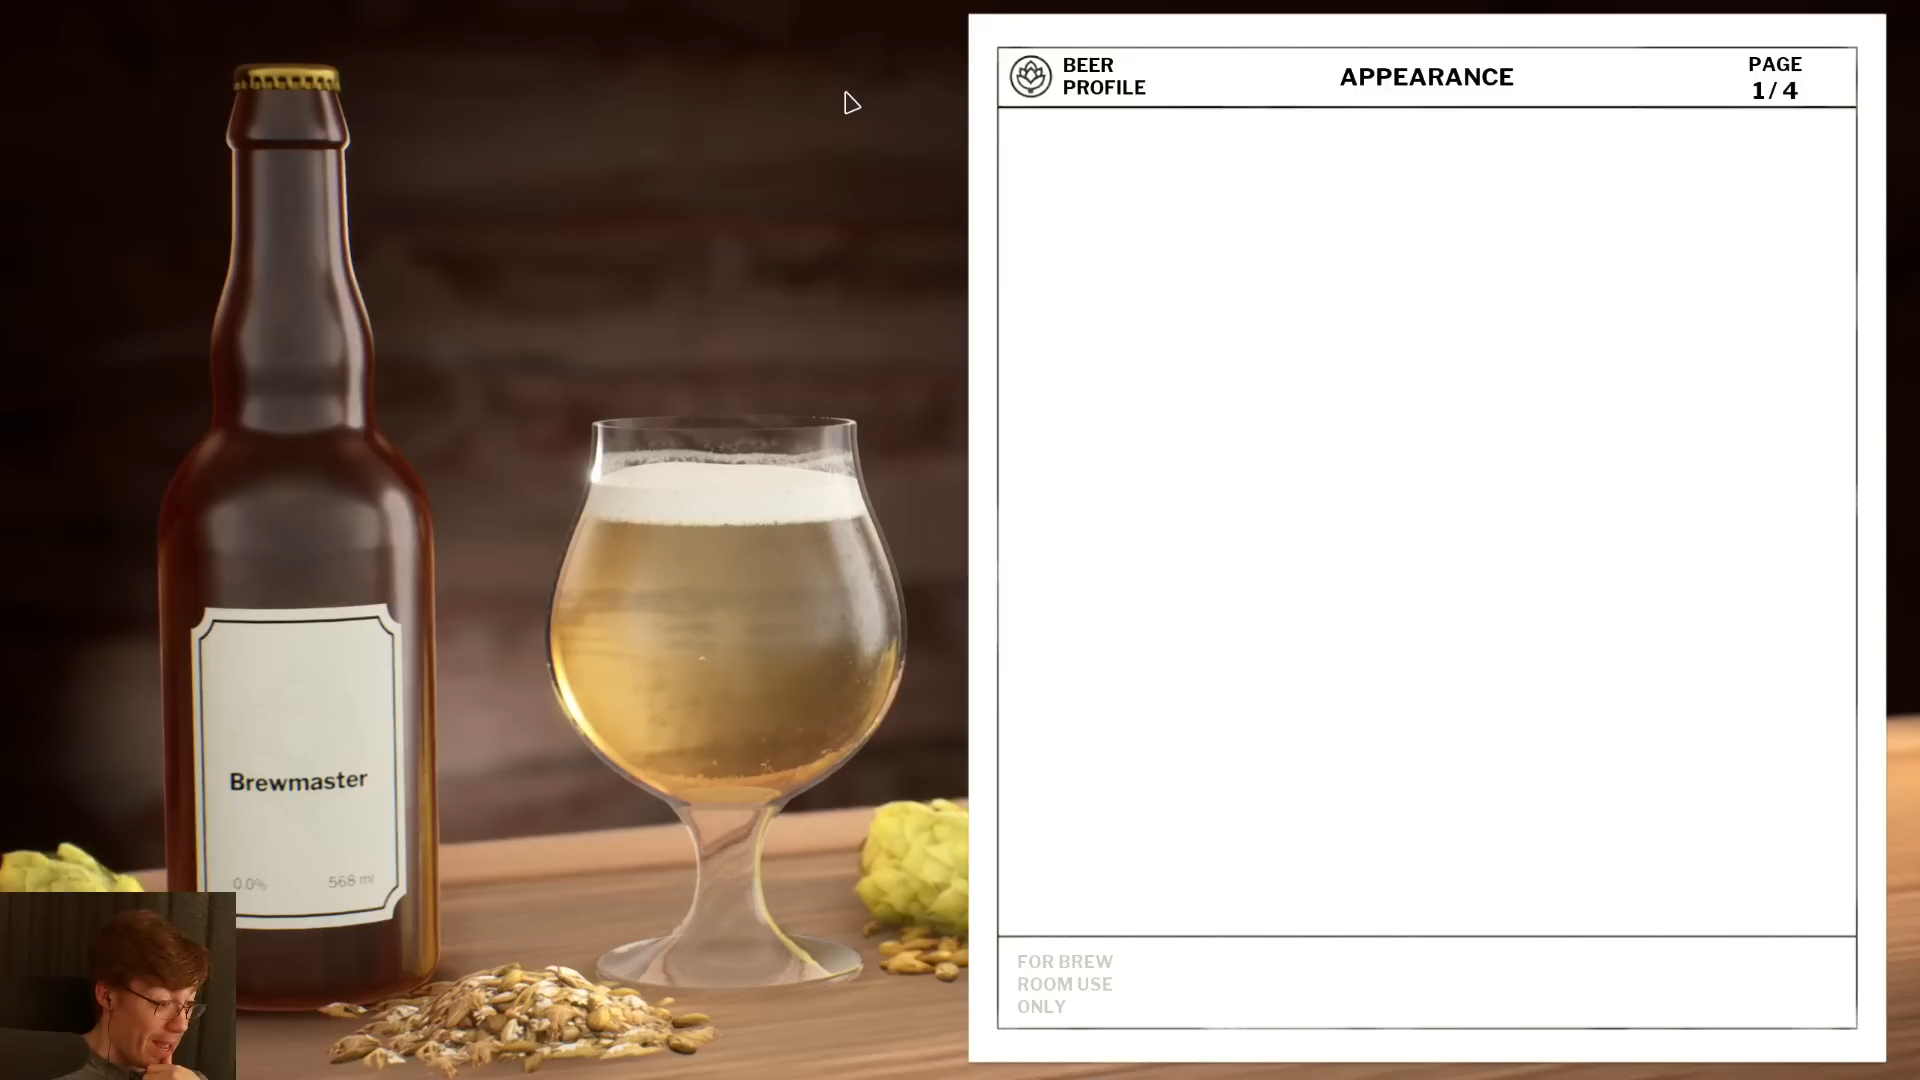 BEER
PROFILE
APPEARANCE
PAGE
1 / 4
Brewmaster
0.0%
568 ml
FOR BREW
ROOM USE
ONLY